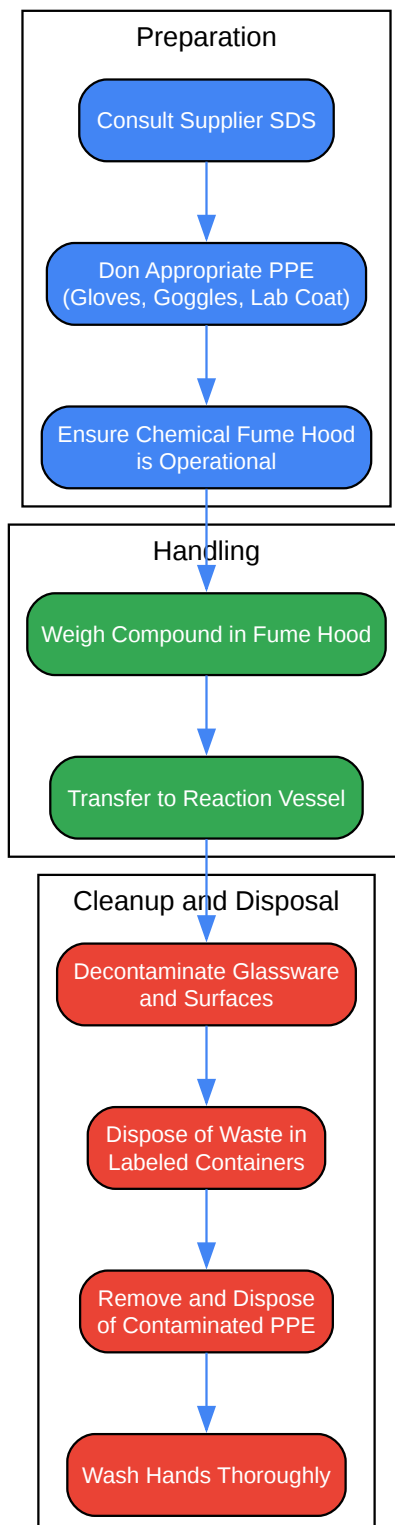 Preparation
Consult Supplier SDS
Don Appropriate PPE
(Gloves, Goggles, Lab Coat)
Ensure Chemical Fume Hood
is Operational
Handling
Weigh Compound in Fume Hood
Transfer to Reaction Vessel
Cleanup and Disposal
Decontaminate Glassware
and Surfaces
Dispose of Waste in
Labeled Containers
Remove and Dispose
of Contaminated PPE
Wash Hands Thoroughly